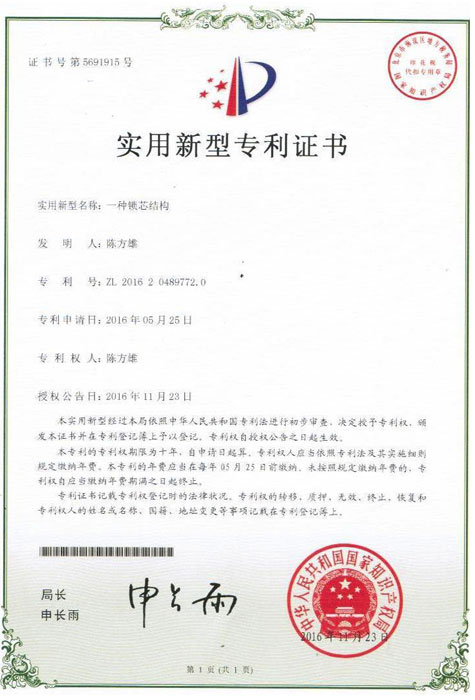 证书号第5691915号
印花税
代扣专用章
实用新型专利证书
实用新型名称：一种锁芯结构
发明人：陈方雄
专利号：ZL 2016 2 0489772.0
专利申请日：2016年05月25日
专利权人：陈方雄
授权公告日：2016年11月23日
本实用新型经过本局依照中华人民共和国专利法进行初步审查，决定授予专利权，颁
发本证书并在专利登记簿上予以登记。专利权自授权公告之日起生效。
本专利的专利权期限为十年，自申请日起算。专利权人应当依照专利法及其实施细则
规定缴纳年费。本专利的年费应当在每年05月25日前缴纳。未按照规定缴纳年费的，专
利权自应当缴纳年费期满之日起终止。
专利证书记载专利权登记时的法律状况。专利权的转移、质押、无效、终止、恢复和
专利权人的姓名或名称、国籍、地址变更等事项记载在专利登记簿上。
局长
申长雨
申长雨
中华人民共和国国家知识产权局
2016年11月23日
第1页(共1页)